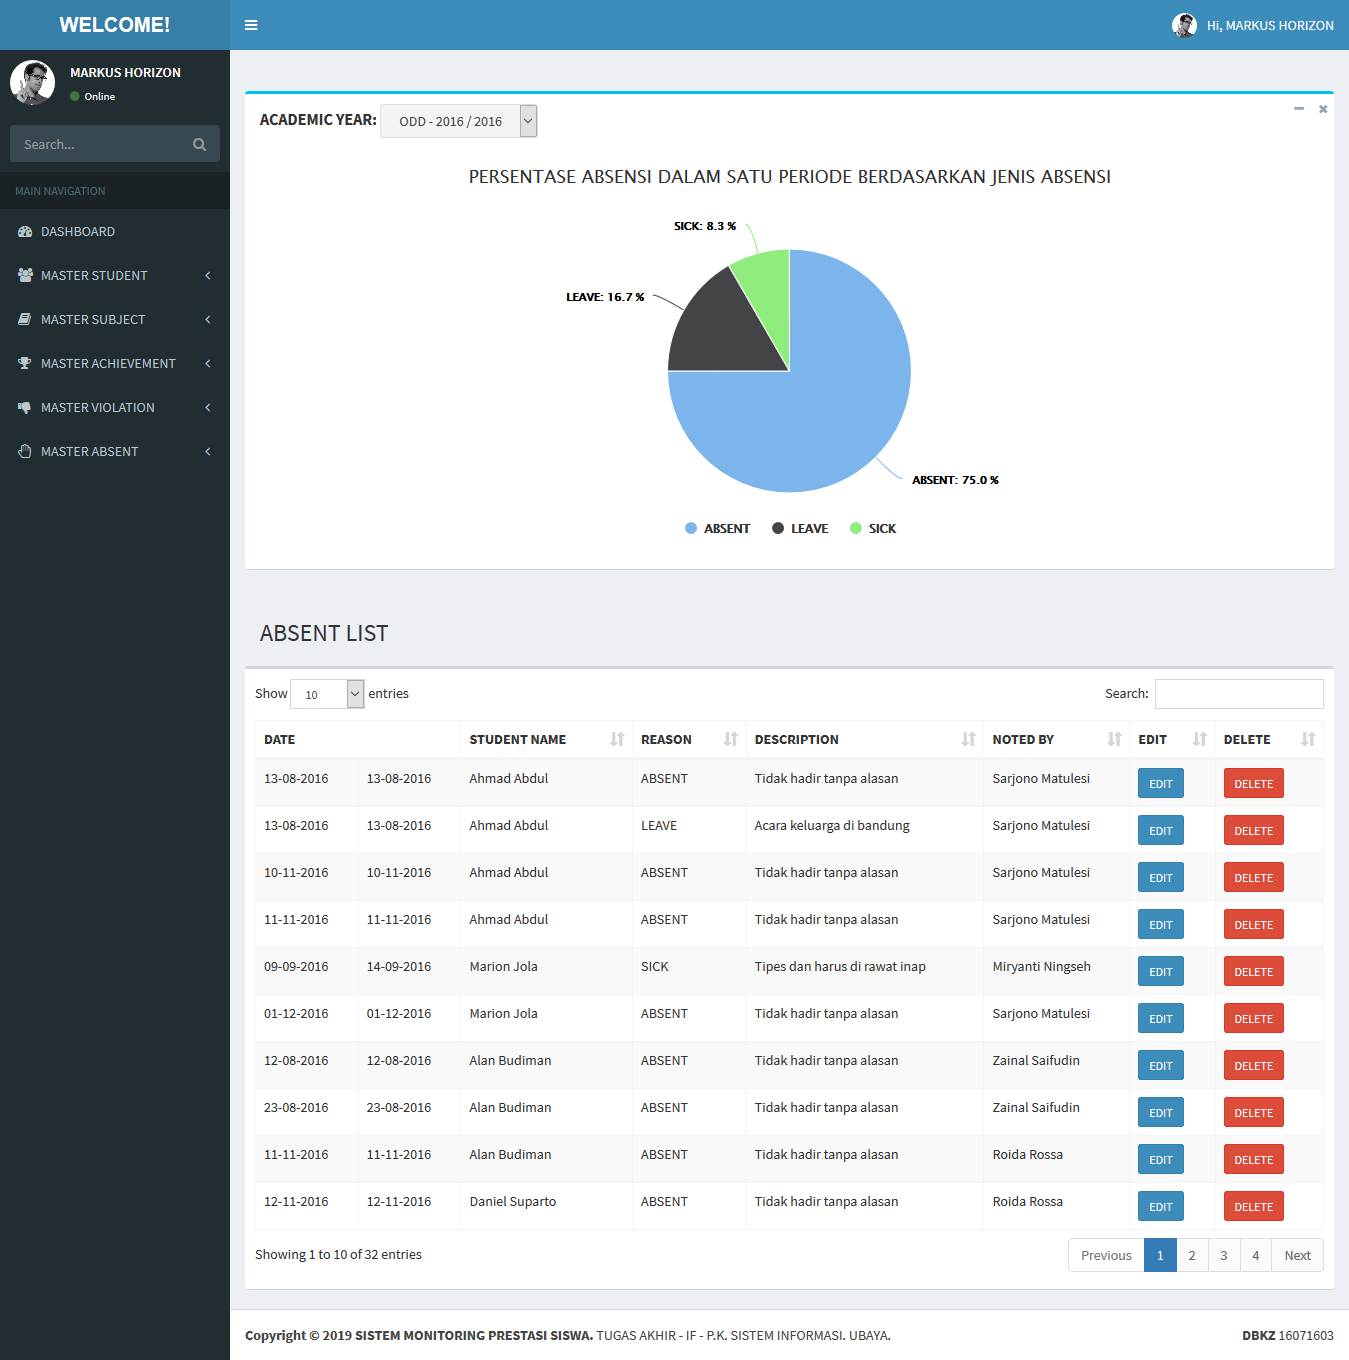 WELCOME!
Hi, MARKUS HORIZON
MARKUS HORIZON
Online
Search...
MAIN NAVIGATION
DASHBOARD
MASTER STUDENT
MASTER SUBJECT
MASTER ACHIEVEMENT
MASTER VIOLATION
MASTER ABSENT
ACADEMIC YEAR: ODD - 2016 / 2016
PERSENTASE ABSENSI DALAM SATU PERIODE BERDASARKAN JENIS ABSENSI
SICK: 8.3 %
LEAVE: 16.7 %
ABSENT: 75.0 %
ABSENT LEAVE SICK
ABSENT LIST
Show 10 entries Search:
DATE STUDENT NAME REASON DESCRIPTION NOTED BY EDIT DELETE
13-08-2016 13-08-2016 Ahmad Abdul ABSENT Tidak hadir tanpa alasan Sarjono Matulesi EDIT DELETE
13-08-2016 13-08-2016 Ahmad Abdul LEAVE Acara keluarga di bandung Sarjono Matulesi EDIT DELETE
10-11-2016 10-11-2016 Ahmad Abdul ABSENT Tidak hadir tanpa alasan Sarjono Matulesi EDIT DELETE
11-11-2016 11-11-2016 Ahmad Abdul ABSENT Tidak hadir tanpa alasan Sarjono Matulesi EDIT DELETE
09-09-2016 14-09-2016 Marion Jola SICK Tipes dan harus di rawat inap Miryanti Ningseh EDIT DELETE
01-12-2016 01-12-2016 Marion Jola ABSENT Tidak hadir tanpa alasan Sarjono Matulesi EDIT DELETE
12-08-2016 12-08-2016 Alan Budiman ABSENT Tidak hadir tanpa alasan Zainal Saifudin EDIT DELETE
23-08-2016 23-08-2016 Alan Budiman ABSENT Tidak hadir tanpa alasan Zainal Saifudin EDIT DELETE
11-11-2016 11-11-2016 Alan Budiman ABSENT Tidak hadir tanpa alasan Roida Rossa EDIT DELETE
12-11-2016 12-11-2016 Daniel Suparto ABSENT Tidak hadir tanpa alasan Roida Rossa EDIT DELETE
Showing 1 to 10 of 32 entries Previous 1 2 3 4 Next
Copyright © 2019 SISTEM MONITORING PRESTASI SISWA. TUGAS AKHIR - IF - P.K. SISTEM INFORMASI. UBAYA. DBKZ 16071603